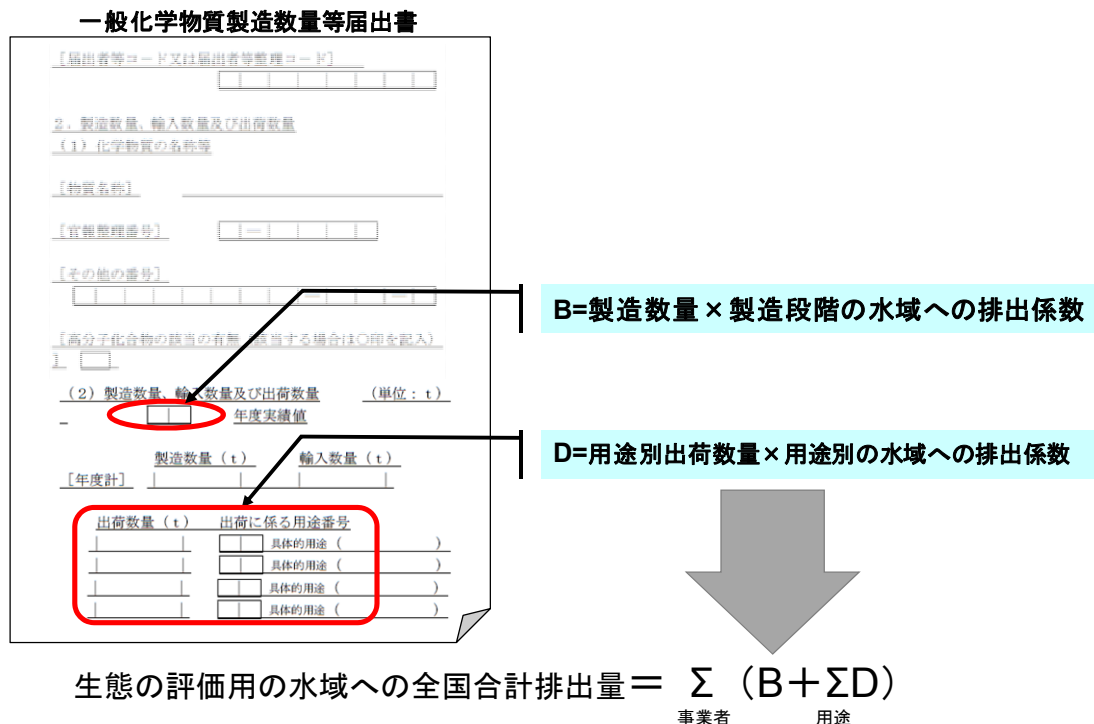 一般化学物質製造数量等届出書
[届出者等コード又は届出者等整理コード]
2．製造数量、輸入数量及び出荷数量
(1) 化学物質の名称等
[物質名称]
[官報整理番号]
[その他の番号]
[高分子化合物の該当の有無（該当する場合は○印を記入）
]
(2) 製造数量、輸入数量及び出荷数量 (単位：t)
年度実績値
製造数量（t） 輸入数量（t）
[年度計]
出荷数量（t） 出荷に係る用途番号
具体的用途（ ）
具体的用途（ ）
具体的用途（ ）
具体的用途（ ）
B=製造数量×製造段階の水域への排出係数
D=用途別出荷数量×用途別の水域への排出係数
生態の評価用の水域への全国合計排出量＝ Σ （B＋ΣD）
事業者 用途